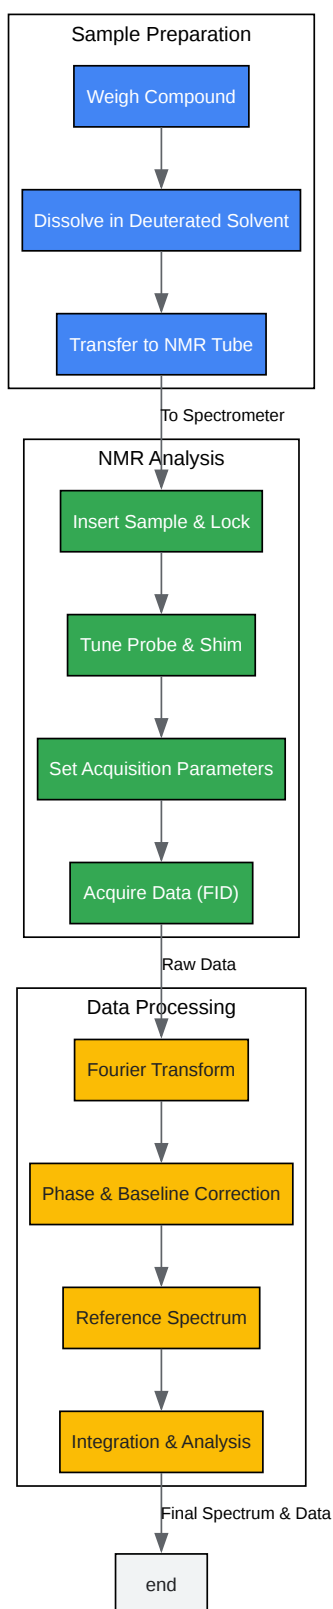 Sample Preparation
Weigh Compound
Dissolve in Deuterated Solvent
Transfer to NMR Tube
To Spectrometer
NMR Analysis
Insert Sample & Lock
Tune Probe & Shim
Set Acquisition Parameters
Acquire Data (FID)
Raw Data
Data Processing
Fourier Transform
Phase & Baseline Correction
Reference Spectrum
Integration & Analysis
Final Spectrum & Data
end